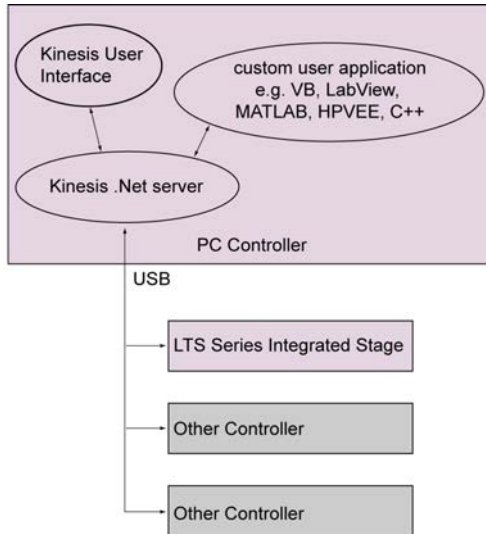 Kinesis User
Interface
custom user application
e.g. VB, LabView,
MATLAB, HPVEE, C++
Kinesis .Net server
PC Controller
USB
LTS Series Integrated Stage
Other Controller
Other Controller